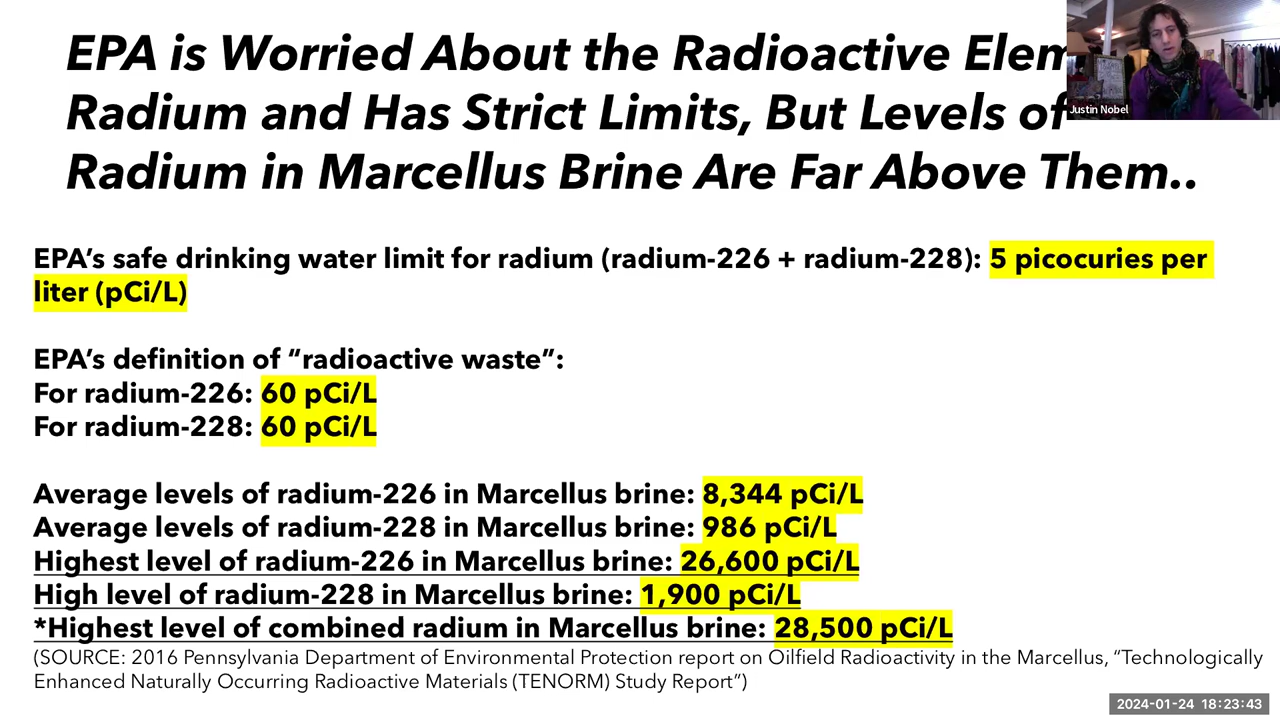 EPA is Worried About the Radioactive Elem
Radium and Has Strict Limits, But Levels of
Radium in Marcellus Brine Are Far Above Them..
Justin Nobel
EPA's safe drinking water limit for radium (radium-226 + radium-228): 5 picocuries per
liter (pCi/L)
EPA's definition of “radioactive waste”:
For radium-226: 60 pCi/L
For radium-228: 60 pCi/L
Average levels of radium-226 in Marcellus brine: 8,344 pCi/L
Average levels of radium-228 in Marcellus brine: 986 pCi/L
Highest level of radium-226 in Marcellus brine: 26,600 pCi/L
High level of radium-228 in Marcellus brine: 1,900 pCi/L
*Highest level of combined radium in Marcellus brine: 28,500 pCi/L
(SOURCE: 2016 Pennsylvania Department of Environmental Protection report on Oilfield Radioactivity in the Marcellus, “Technologically
Enhanced Naturally Occurring Radioactive Materials (TENORM) Study Report”)
2024-01-24 18:23:43